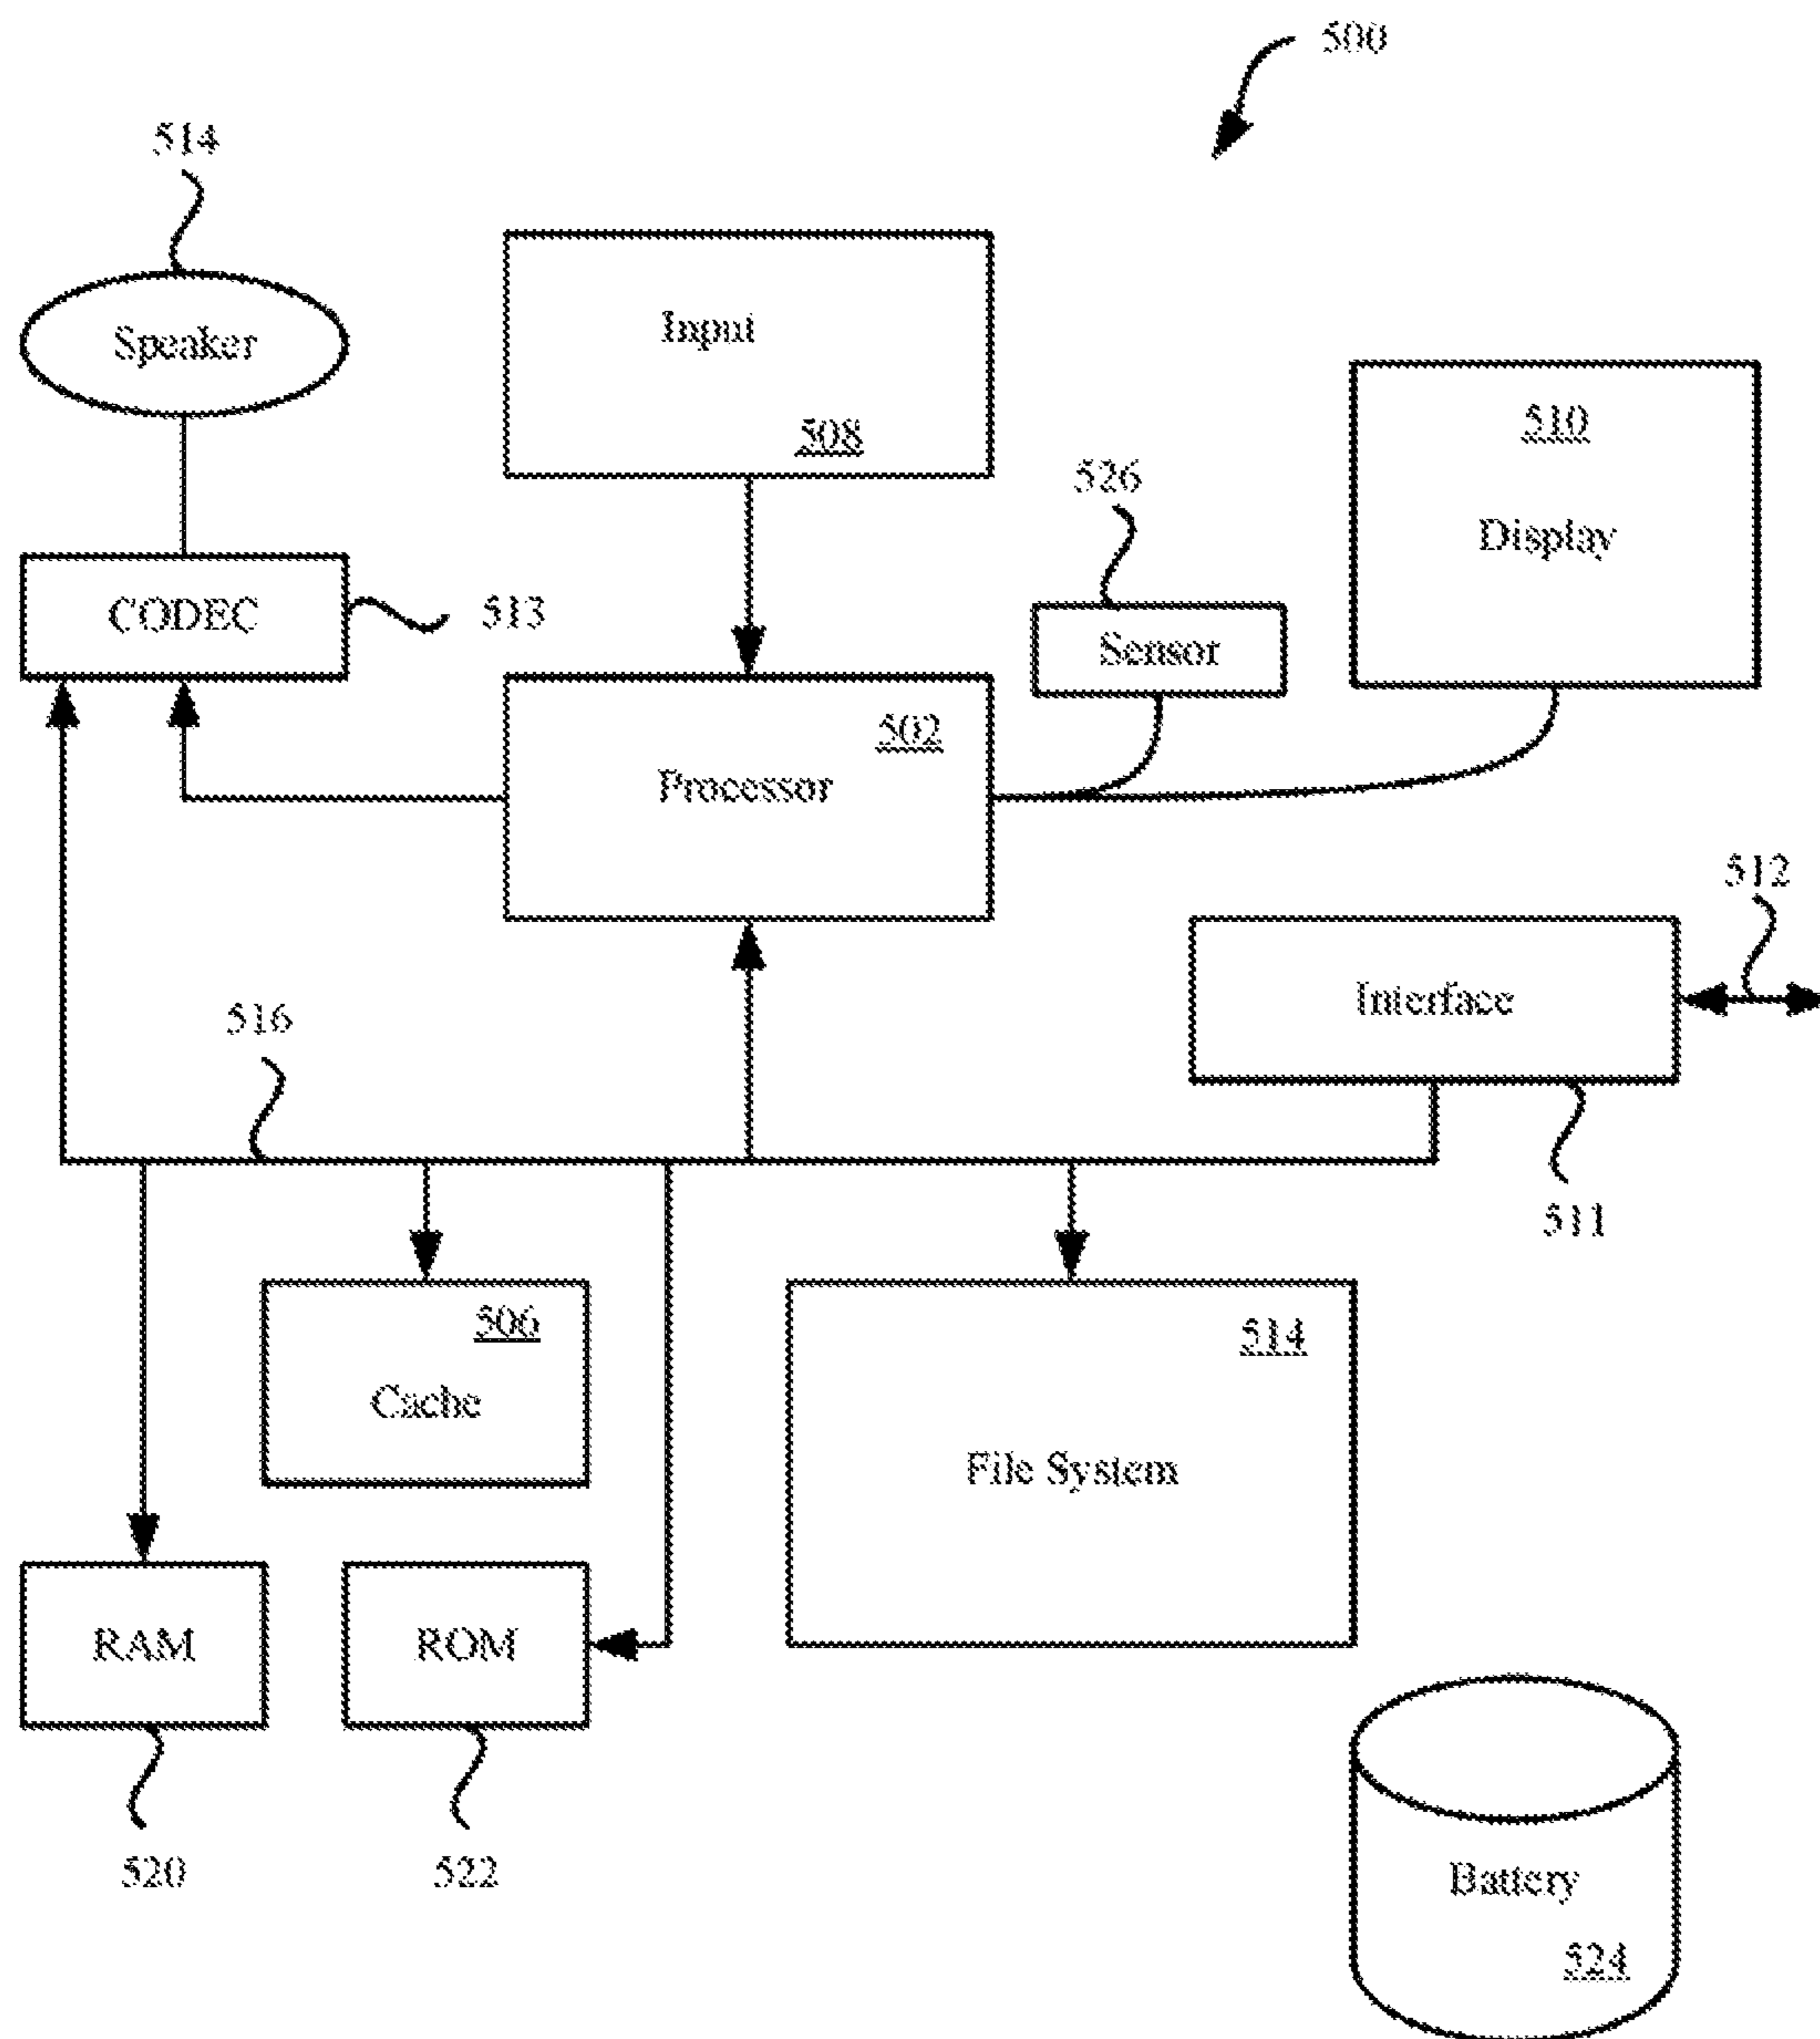 500
514
Speaker
Input
508
510
Display
526
Sensor
CODEC
513
502
Processor
512
Interface
516
511
506
Cache
514
File System
RAM
ROM
520
522
Battery
524